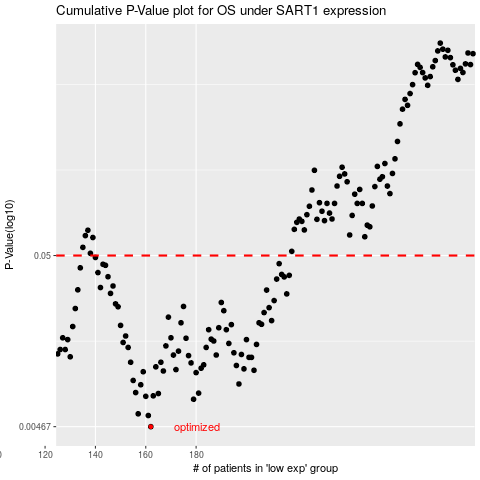 Cumulative P-Value plot for OS under SART1 expression
P-Value(log10)
0.05
0.00467
optimized
0 120 140 160 180
# of patients in 'low exp' group